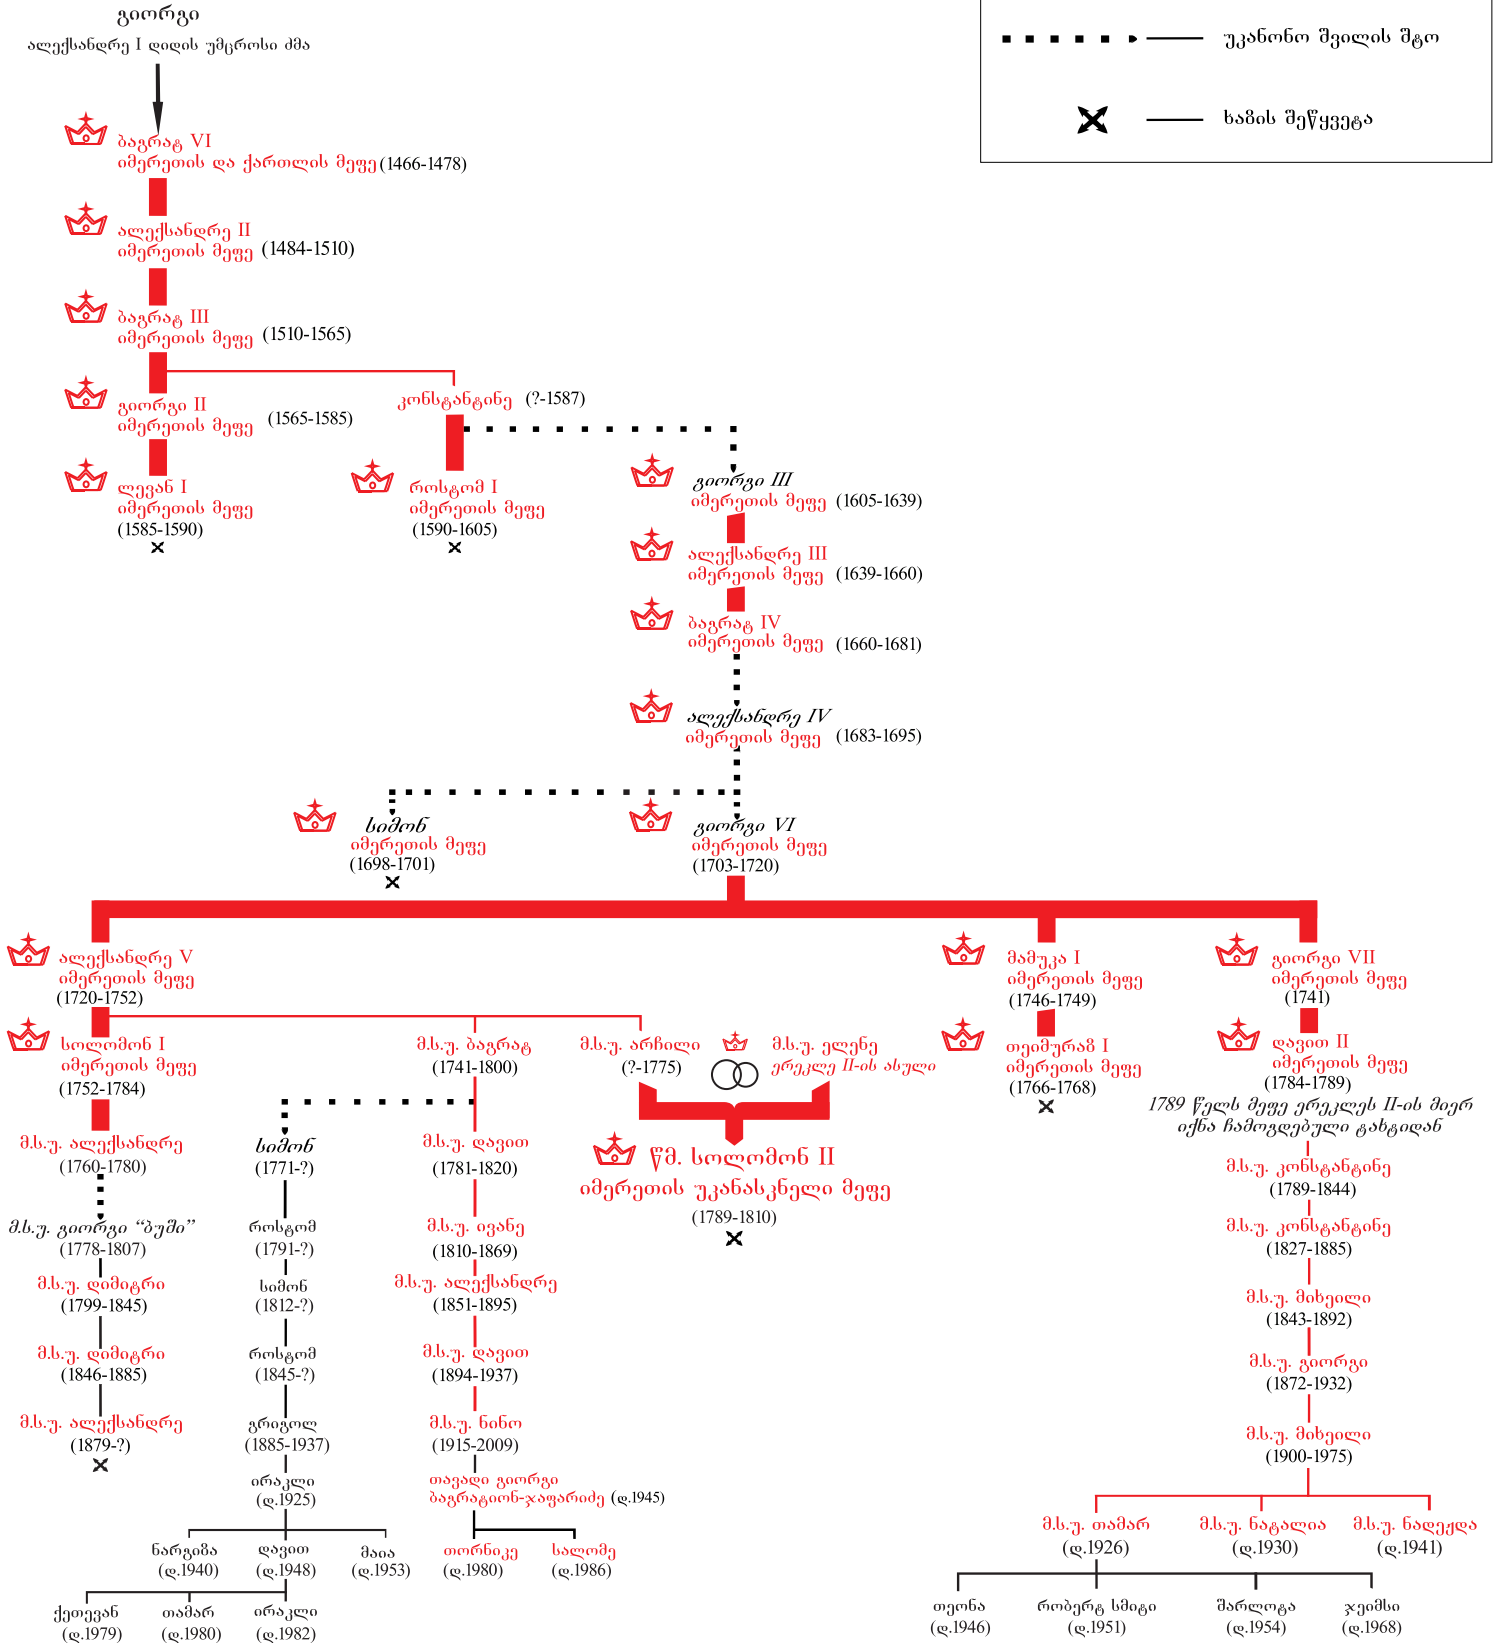 გიორგი
ალექსანდრე I დიდის უმცროსი ძმა
უკანონო შვილის შტო
ხაზის შეწყვეტა
ბაგრატ VI
იმერეთის და ქართლის მეფე (1466-1478)
ალექსანდრე II
იმერეთის მეფე (1484-1510)
ბაგრატ III
იმერეთის მეფე (1510-1565)
გიორგი II
იმერეთის მეფე (1565-1585)
კონსტანტინე (?-1587)
ლევან I
იმერეთის მეფე
(1585-1590)
როსტომ I
იმერეთის მეფე
(1590-1605)
გიორგი III
იმერეთის მეფე (1605-1639)
ალექსანდრე III
იმერეთის მეფე (1639-1660)
ბაგრატ IV
იმერეთის მეფე (1660-1681)
ალექსანდრე IV
იმერეთის მეფე (1683-1695)
სიმონ
იმერეთის მეფე
(1698-1701)
გიორგი VI
იმერეთის მეფე
(1703-1720)
ალექსანდრე V
იმერეთის მეფე
(1720-1752)
მამუკა I
იმერეთის მეფე
(1746-1749)
გიორგი VII
იმერეთის მეფე
(1741)
სოლომონ I
იმერეთის მეფე
(1752-1784)
მ.ს.უ. ბაგრატ
(1741-1800)
მ.ს.უ. არჩილი
(?-1775)
მ.ს.უ. ელენე
ერეკლე II-ის ასული
თეიმურაზ I
იმერეთის მეფე
(1766-1768)
დავით II
იმერეთის მეფე
(1784-1789)
1789 წელს მეფე ერეკლეს II-ის მიერ
იქნა ჩამოგდებული ტახტიდან
მ.ს.უ. ალექსანდრე
(1760-1780)
სიმონ
(1771-?)
მ.ს.უ. დავით
(1781-1820)
წმ. სოლომონ II
იმერეთის უკანასკნელი მეფე
(1789-1810)
მ.ს.უ. კონსტანტინე
(1789-1844)
მ.ს.უ. გიორგი “ბუში”
(1778-1807)
როსტომ
(1791-?)
მ.ს.უ. ივანე
(1810-1869)
მ.ს.უ. კონსტანტინე
(1827-1885)
მ.ს.უ. დიმიტრი
(1799-1845)
სიმონ
(1812-?)
მ.ს.უ. ალექსანდრე
(1851-1895)
მ.ს.უ. მიხეილი
(1843-1892)
მ.ს.უ. დიმიტრი
(1846-1885)
როსტომ
(1845-?)
მ.ს.უ. დავით
(1894-1937)
მ.ს.უ. გიორგი
(1872-1932)
მ.ს.უ. ალექსანდრე
(1879-?)
გრიგოლ
(1885-1937)
მ.ს.უ. ნინო
(1915-2009)
მ.ს.უ. მიხეილი
(1900-1975)
ირაკლი
(დ.1925)
თავადი გიორგი
ბაგრატიონ-ჯაფარიძე (დ.1945)
მ.ს.უ. თამარ
(დ.1926)
მ.ს.უ. ნატალია
(დ.1930)
მ.ს.უ. ნადეჟდა
(დ.1941)
ნარგიზა
(დ.1940)
დავით
(დ.1948)
მაია
(დ.1953)
თორნიკე
(დ.1980)
სალომე
(დ.1986)
ქეთევან
(დ.1979)
თამარ
(დ.1980)
ირაკლი
(დ.1982)
თეონა
(დ.1946)
რობერტ სმიტი
(დ.1951)
შარლოტა
(დ.1954)
ჯეიმსი
(დ.1968)